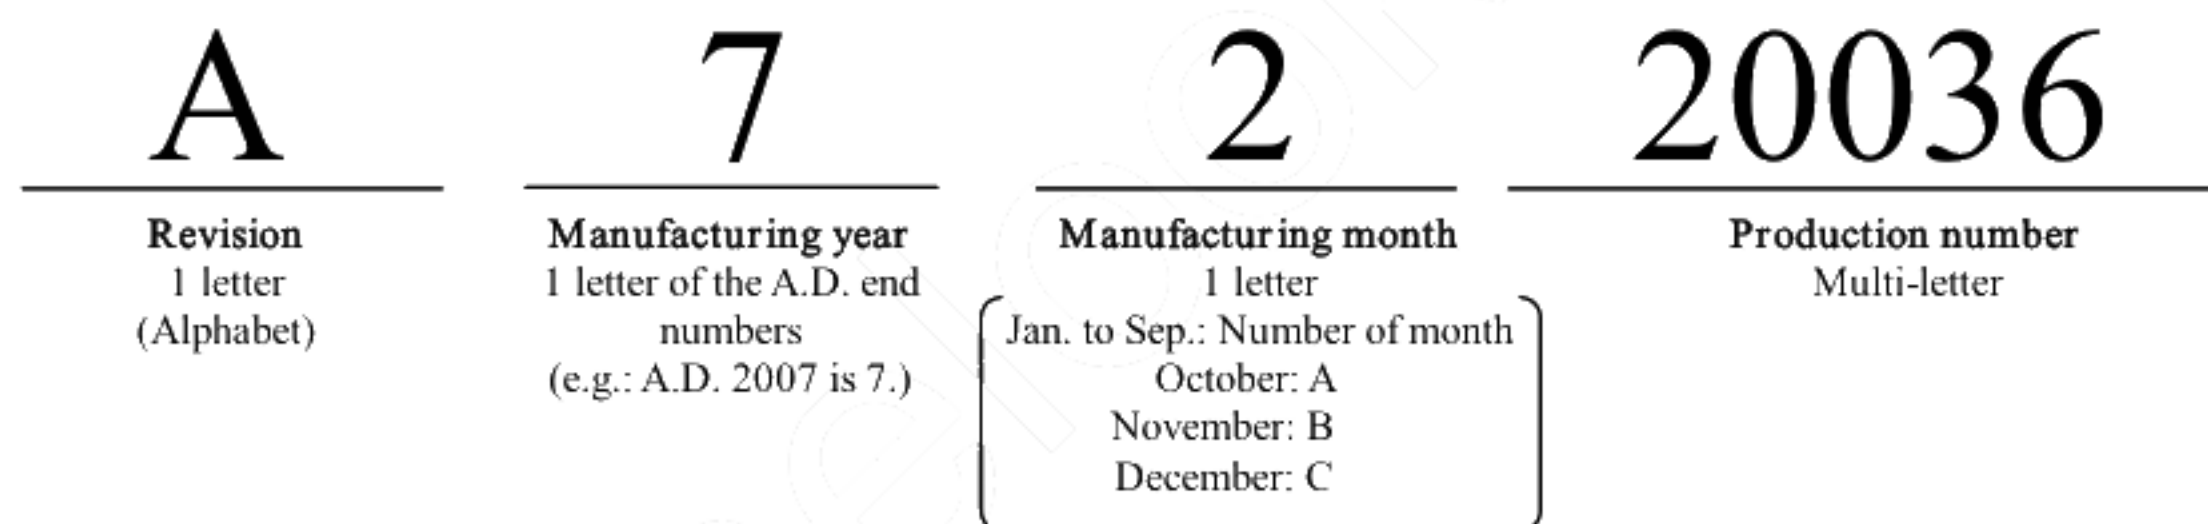 A 7 2 20036
Revision
1 letter
(Alphabet)
Manufacturing year
1 letter of the A.D. end
numbers
(e.g.: A.D. 2007 is 7.)
Manufacturing month
1 letter
Jan. to Sep.: Number of month
October: A
November: B
December: C
Production number
Multi-letter